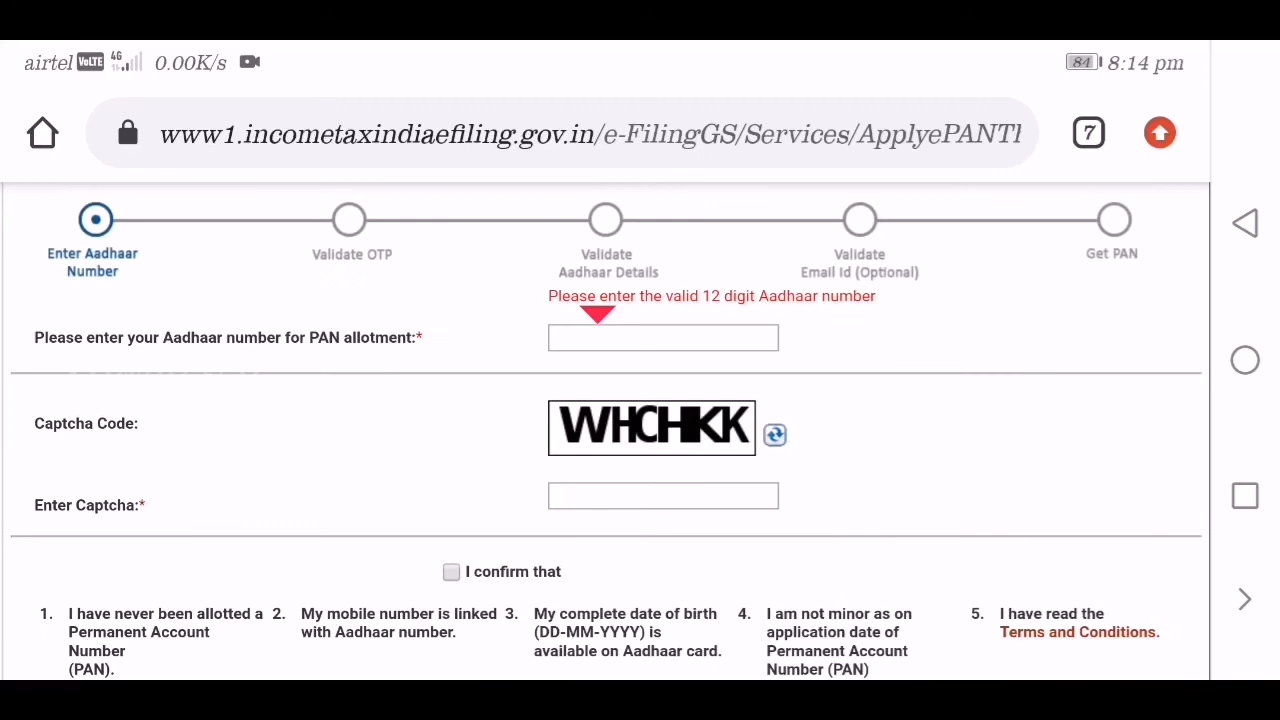 airtel VoLTE 4G 0.00K/s 84 8:14 pm
www1.incometaxindiaefiling.gov.in/e-FilingGS/Services/ApplyePANTh 7
Enter Aadhaar Number
Validate OTP
Validate Aadhaar Details
Validate Email Id (Optional)
Get PAN
Please enter the valid 12 digit Aadhaar number
Please enter your Aadhaar number for PAN allotment:*
Captcha Code:
WHCHKK
Enter Captcha:*
I confirm that
1. I have never been allotted a
Permanent Account
Number
(PAN).
2. My mobile number is linked
with Aadhaar number.
3. My complete date of birth
(DD-MM-YYYY) is
available on Aadhaar card.
4. I am not minor as on
application date of
Permanent Account
Number (PAN)
5. I have read the
Terms and Conditions.